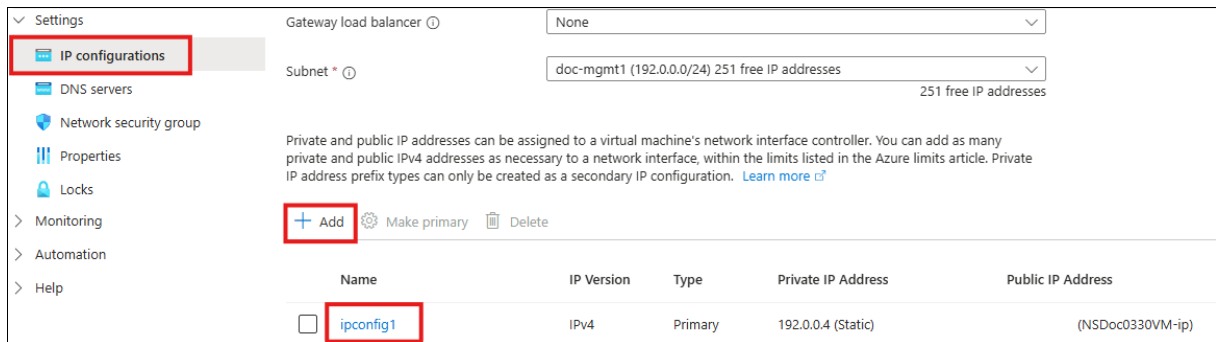 Settings
IP configurations
DNS servers
Network security group
Properties
Locks
Monitoring
Automation
Help
Gateway load balancer
None
Subnet *
doc-mgmt1 (192.0.0.0/24) 251 free IP addresses
251 free IP addresses
Private and public IP addresses can be assigned to a virtual machine's network interface controller. You can add as many
private and public IPv4 addresses as necessary to a network interface, within the limits listed in the Azure limits article. Private
IP address prefix types can only be created as a secondary IP configuration. Learn more
+ Add Make primary Delete
Name IP Version Type Private IP Address Public IP Address
ipconfig1 IPv4 Primary 192.0.0.4 (Static) (NSDoc0330VM-ip)